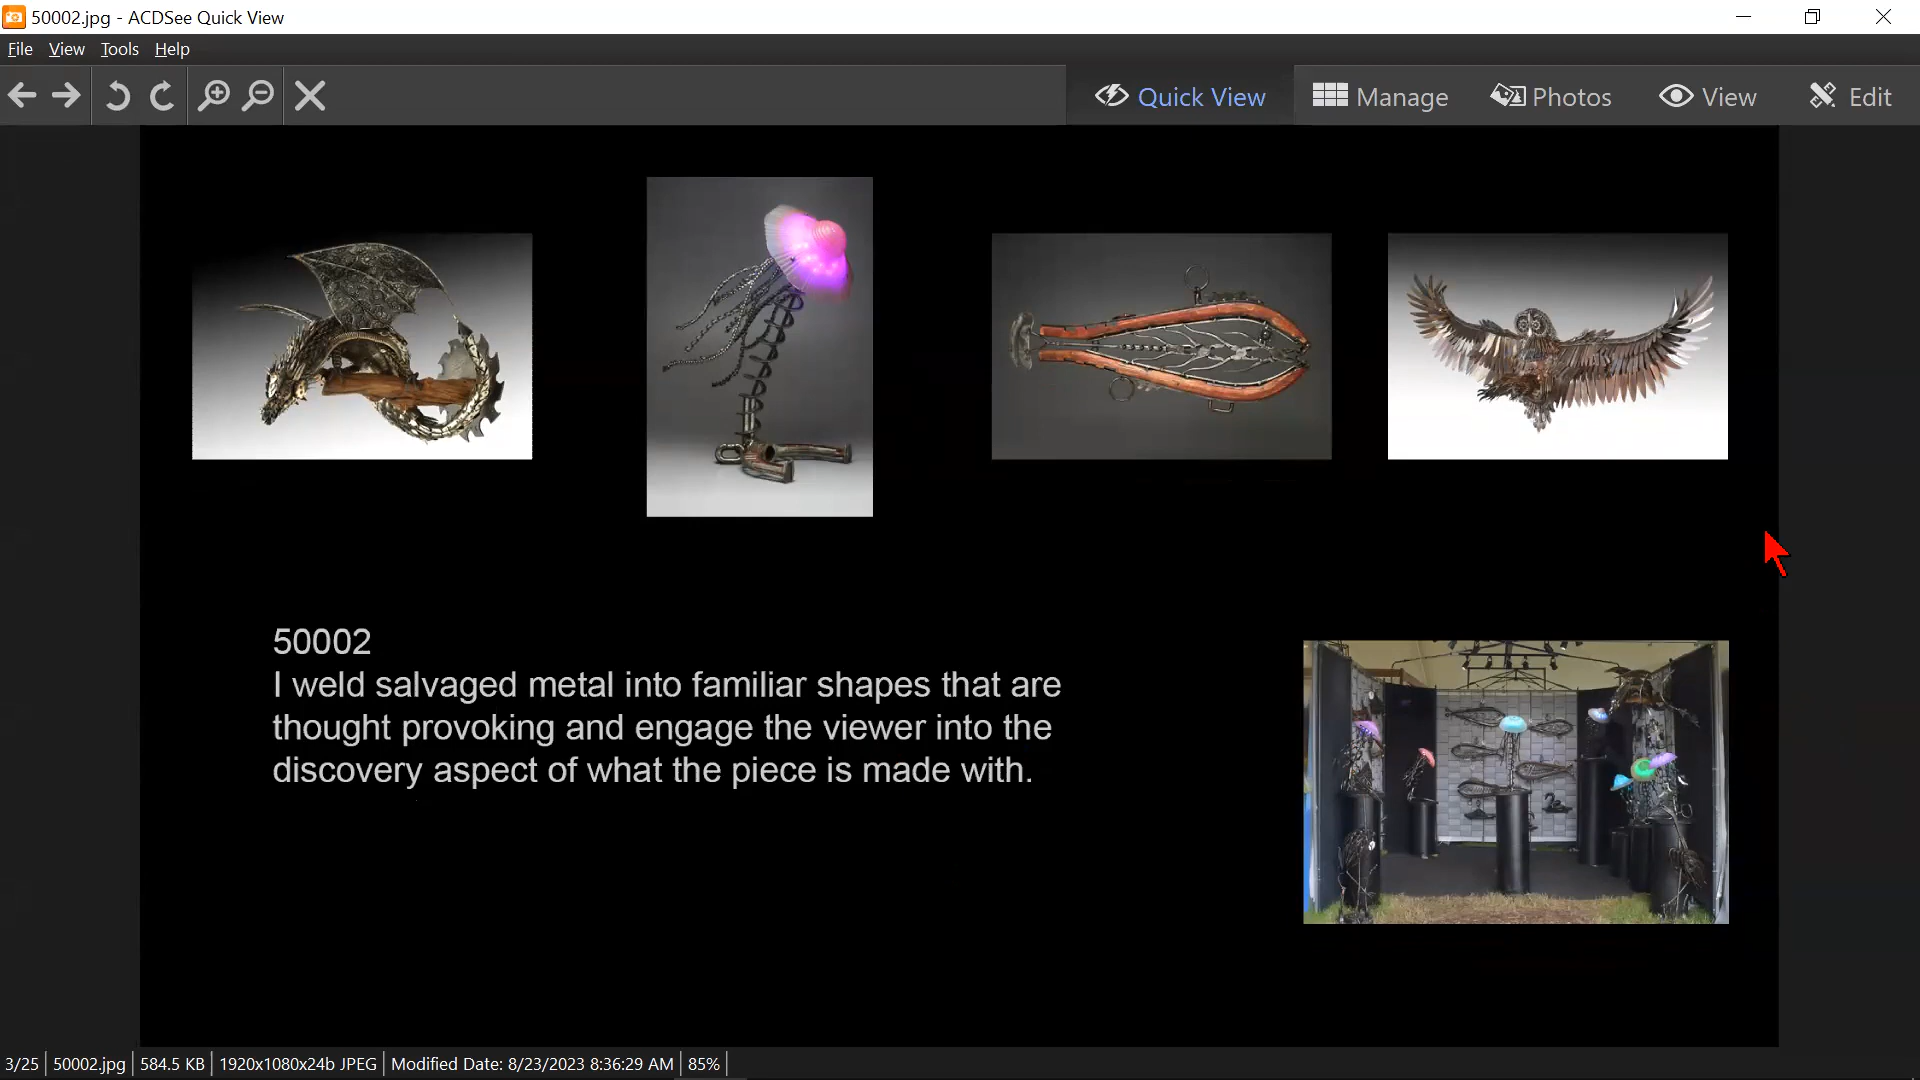 50002.jpg - ACDSee Quick View
File View Tools Help
Quick View Manage Photos View Edit
50002
I weld salvaged metal into familiar shapes that are
thought provoking and engage the viewer into the
discovery aspect of what the piece is made with.
3/25 50002.jpg 584.5 KB 1920x1080x24b JPEG Modified Date: 8/23/2023 8:36:29 AM 85%